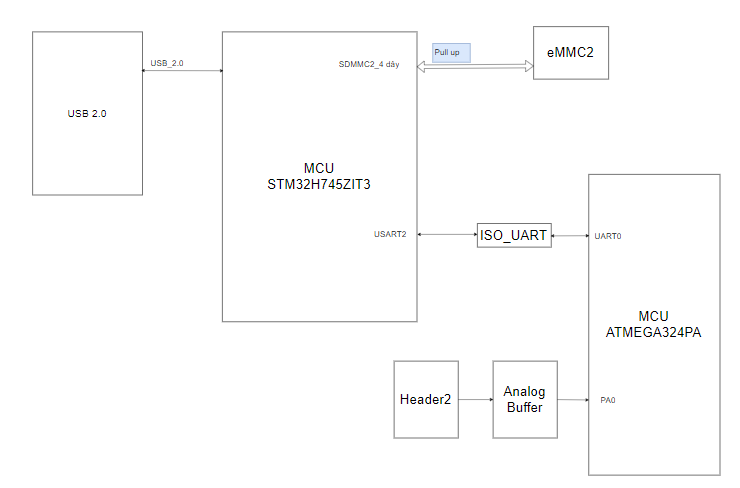 Pull up
eMMC2
USB_2.0
SDMMC2_4 dây
USB 2.0
MCU
STM32H745ZIT3
USART2
ISO_UART
UART0
MCU
ATMEGA324PA
Header2
Analog
Buffer
PA0